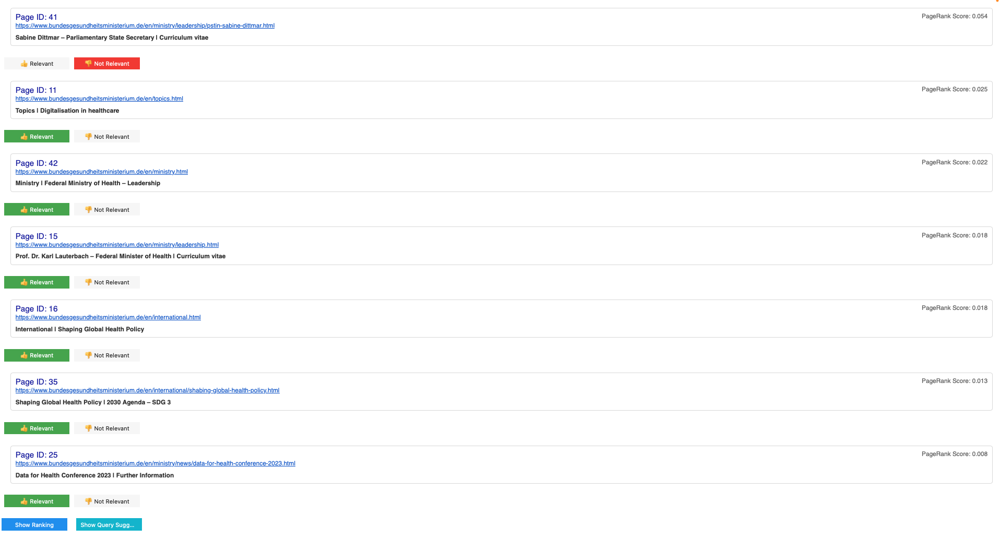 Page ID: 41
PageRank Score: 0.054
https://www.bundesgesundheitsministerium.de/en/ministry/leadership/pstin-sabine-dittmar.html
Sabine Dittmar – Parliamentary State Secretary | Curriculum vitae
👍 Relevant
👎 Not Relevant
Page ID: 11
PageRank Score: 0.025
https://www.bundesgesundheitsministerium.de/en/topics.html
Topics | Digitalisation in healthcare
👍 Relevant
👎 Not Relevant
Page ID: 42
PageRank Score: 0.022
https://www.bundesgesundheitsministerium.de/en/ministry.html
Ministry | Federal Ministry of Health – Leadership
👍 Relevant
👎 Not Relevant
Page ID: 15
PageRank Score: 0.018
https://www.bundesgesundheitsministerium.de/en/ministry/leadership.html
Prof. Dr. Karl Lauterbach – Federal Minister of Health | Curriculum vitae
👍 Relevant
👎 Not Relevant
Page ID: 16
PageRank Score: 0.018
https://www.bundesgesundheitsministerium.de/en/international.html
International | Shaping Global Health Policy
👍 Relevant
👎 Not Relevant
Page ID: 35
PageRank Score: 0.013
https://www.bundesgesundheitsministerium.de/en/international/shabing-global-health-policy.html
Shaping Global Health Policy | 2030 Agenda – SDG 3
👍 Relevant
👎 Not Relevant
Page ID: 25
PageRank Score: 0.008
https://www.bundesgesundheitsministerium.de/en/ministry/news/data-for-health-conference-2023.html
Data for Health Conference 2023 | Further Information
👍 Relevant
👎 Not Relevant
Show Ranking
Show Query Sugg...